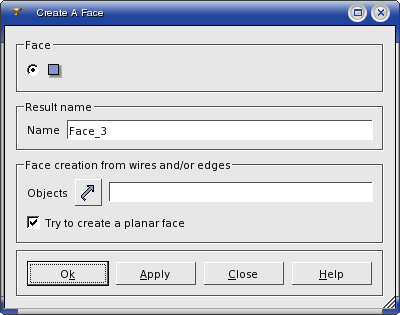 Create A Face
Face
Result name
Name Face_3
Face creation from wires and/or edges
Objects
Try to create a planar face
Ok Apply Close Help